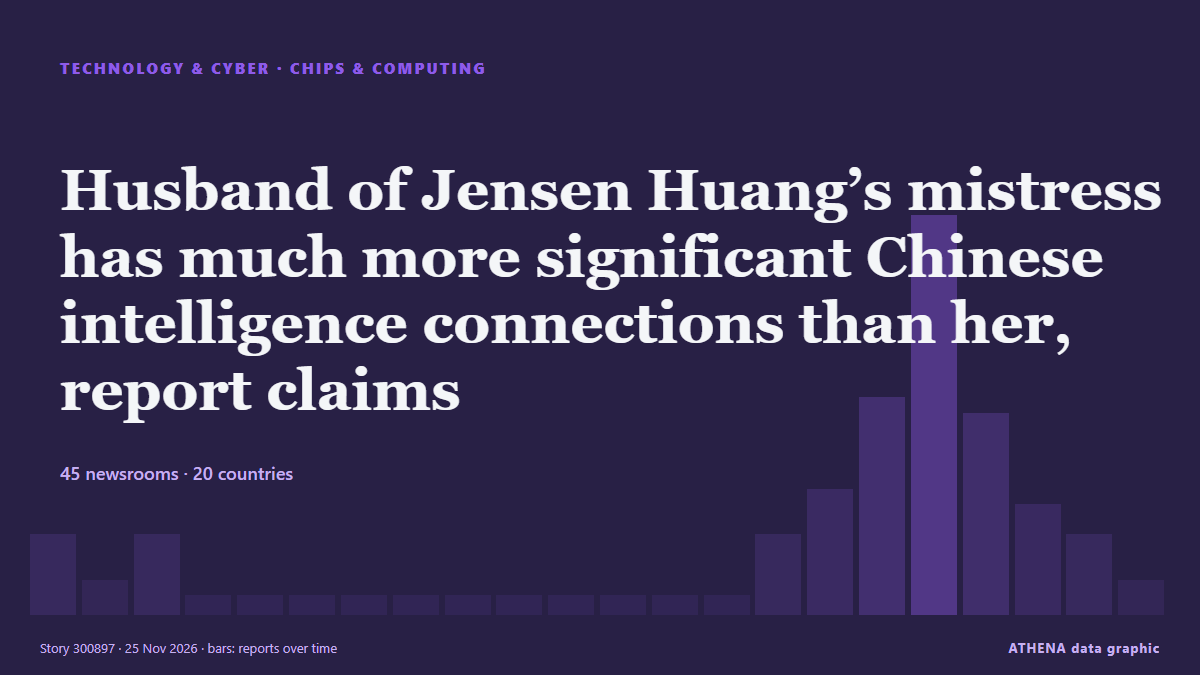 TECHNOLOGY & CYBER · CHIPS & COMPUTING
Husband of Jensen Huang’s mistress
has much more significant Chinese
intelligence connections than her,
report claims
45 newsrooms · 20 countries
Story 300897 · 25 Nov 2026 · bars: reports over time
ATHENA data graphic